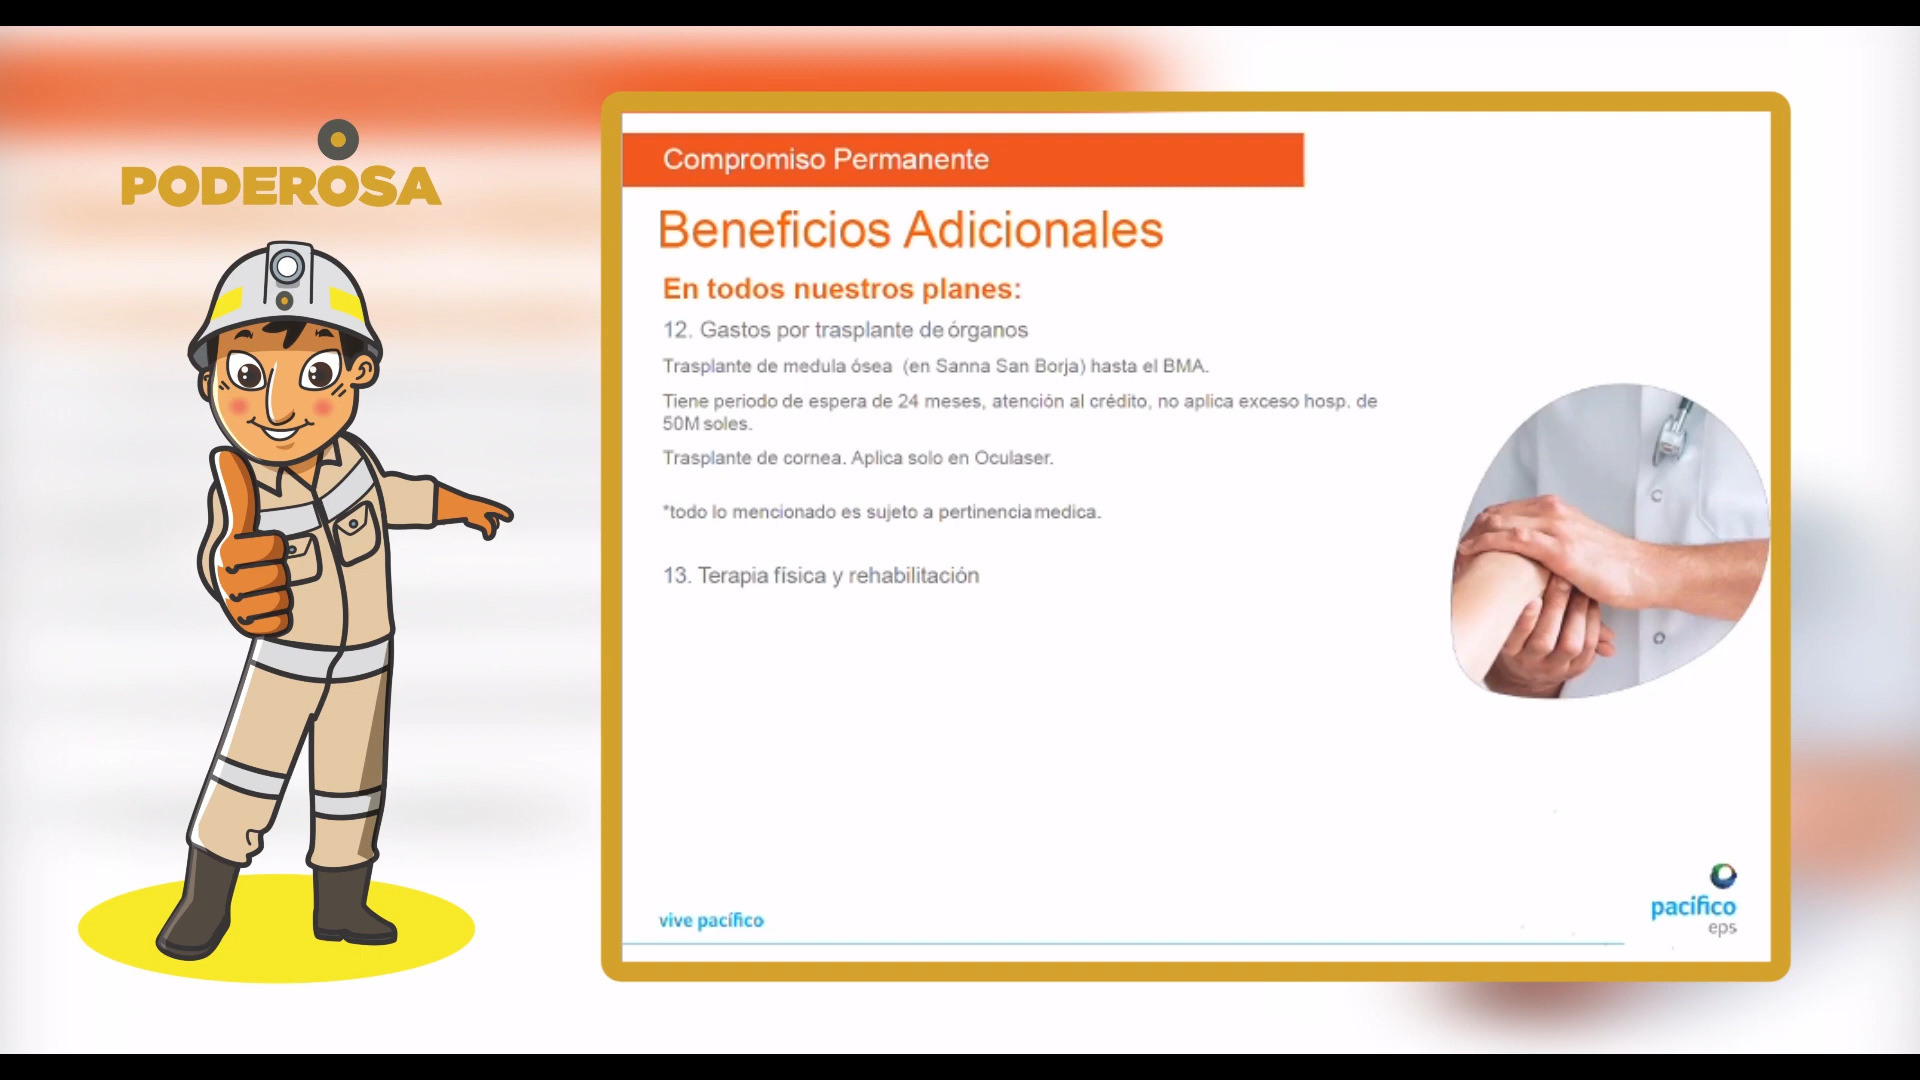 PODEROSA
Compromiso Permanente
Beneficios Adicionales
En todos nuestros planes:
12. Gastos por trasplante de órganos
Trasplante de medula ósea (en Sanna San Borja) hasta el BMA.
Tiene periodo de espera de 24 meses, atención al crédito, no aplica exceso hosp. de
50M soles.
Trasplante de cornea. Aplica solo en Oculaser.
*todo lo mencionado es sujeto a pertinencia medica.
13. Terapia física y rehabilitación
vive pacífico
pacífico
eps